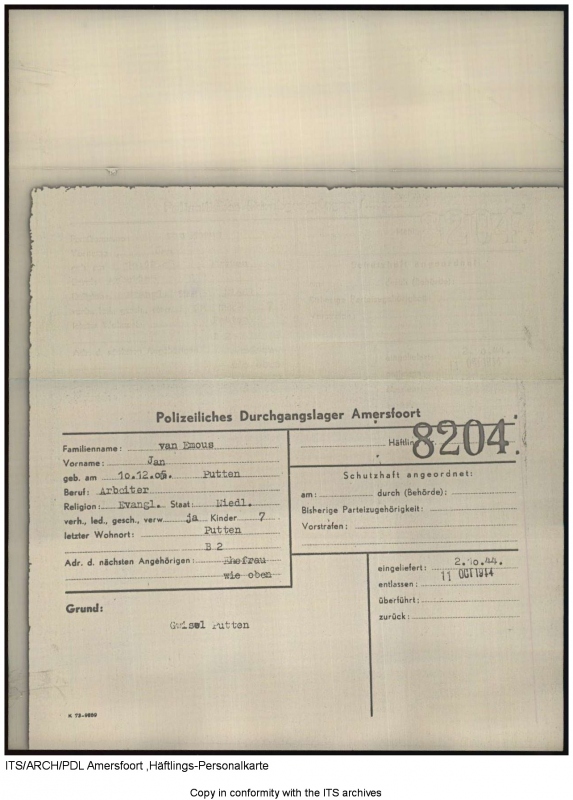 Polizeiliches Durchgangslager Amersfoort
Familienname: van Emous
Vorname: Jan
geb. am 10.12. Putten
Beruf: Arbeiter
Religion: Evangl. Staat: Niedl.
verh., led., gesch., verw. ja Kinder 7
letzter Wohnort: Putten
B 2
Adr. d. nächsten Angehörigen: Ehefrau
wie oben
Häftling Nr. 8204.
Schutzhaft angeordnet:
am: durch (Behörde):
Bisherige Parteizugehörigkeit:
Vorstrafen:
eingeliefert: 2.10.44.
entlassen: 11 OCT 1944
überführt:
zurück:
Grund:
Geisel Putten
ITS/ARCH/PDL Amersfoort ,Häftlings-Personalkarte
Copy in conformity with the ITS archives